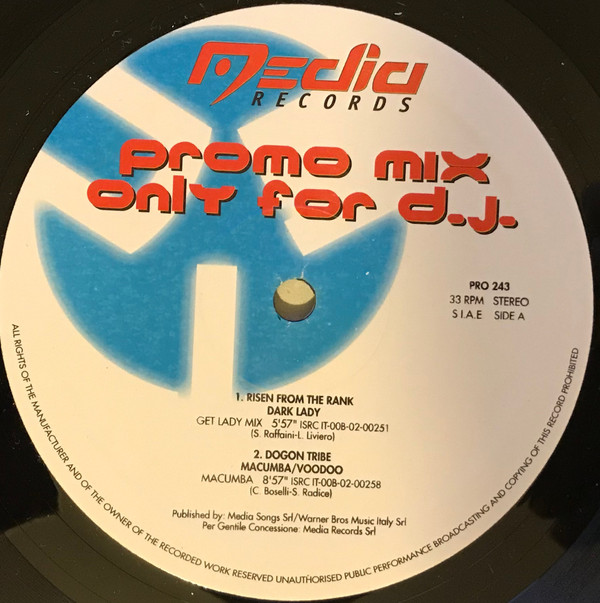 Media
RECORDS
promo mix
only for d.j.
PRO 243
33 RPM STEREO
S.I.A.E SIDE A
1. RISEN FROM THE RANK
DARK LADY
GET LADY MIX 5'57" ISRC IT-00B-02-00251
(S. Raffaini-L. Liviero)
2. DOGON TRIBE
MACUMBA/VOODOO
MACUMBA 8'57" ISRC IT-00B-02-00258
(C. Boselli-S. Radice)
Published by: Media Songs Srl/Warner Bros Music Italy Srl
Per Gentile Concessione: Media Records Srl
ALL RIGHTS OF THE MANUFACTURER AND OF THE OWNER OF THE RECORDED WORK RESERVED UNAUTHORISED PUBLIC PERFORMANCE BROADCASTING AND COPYING OF THIS RECORD PROHIBITED